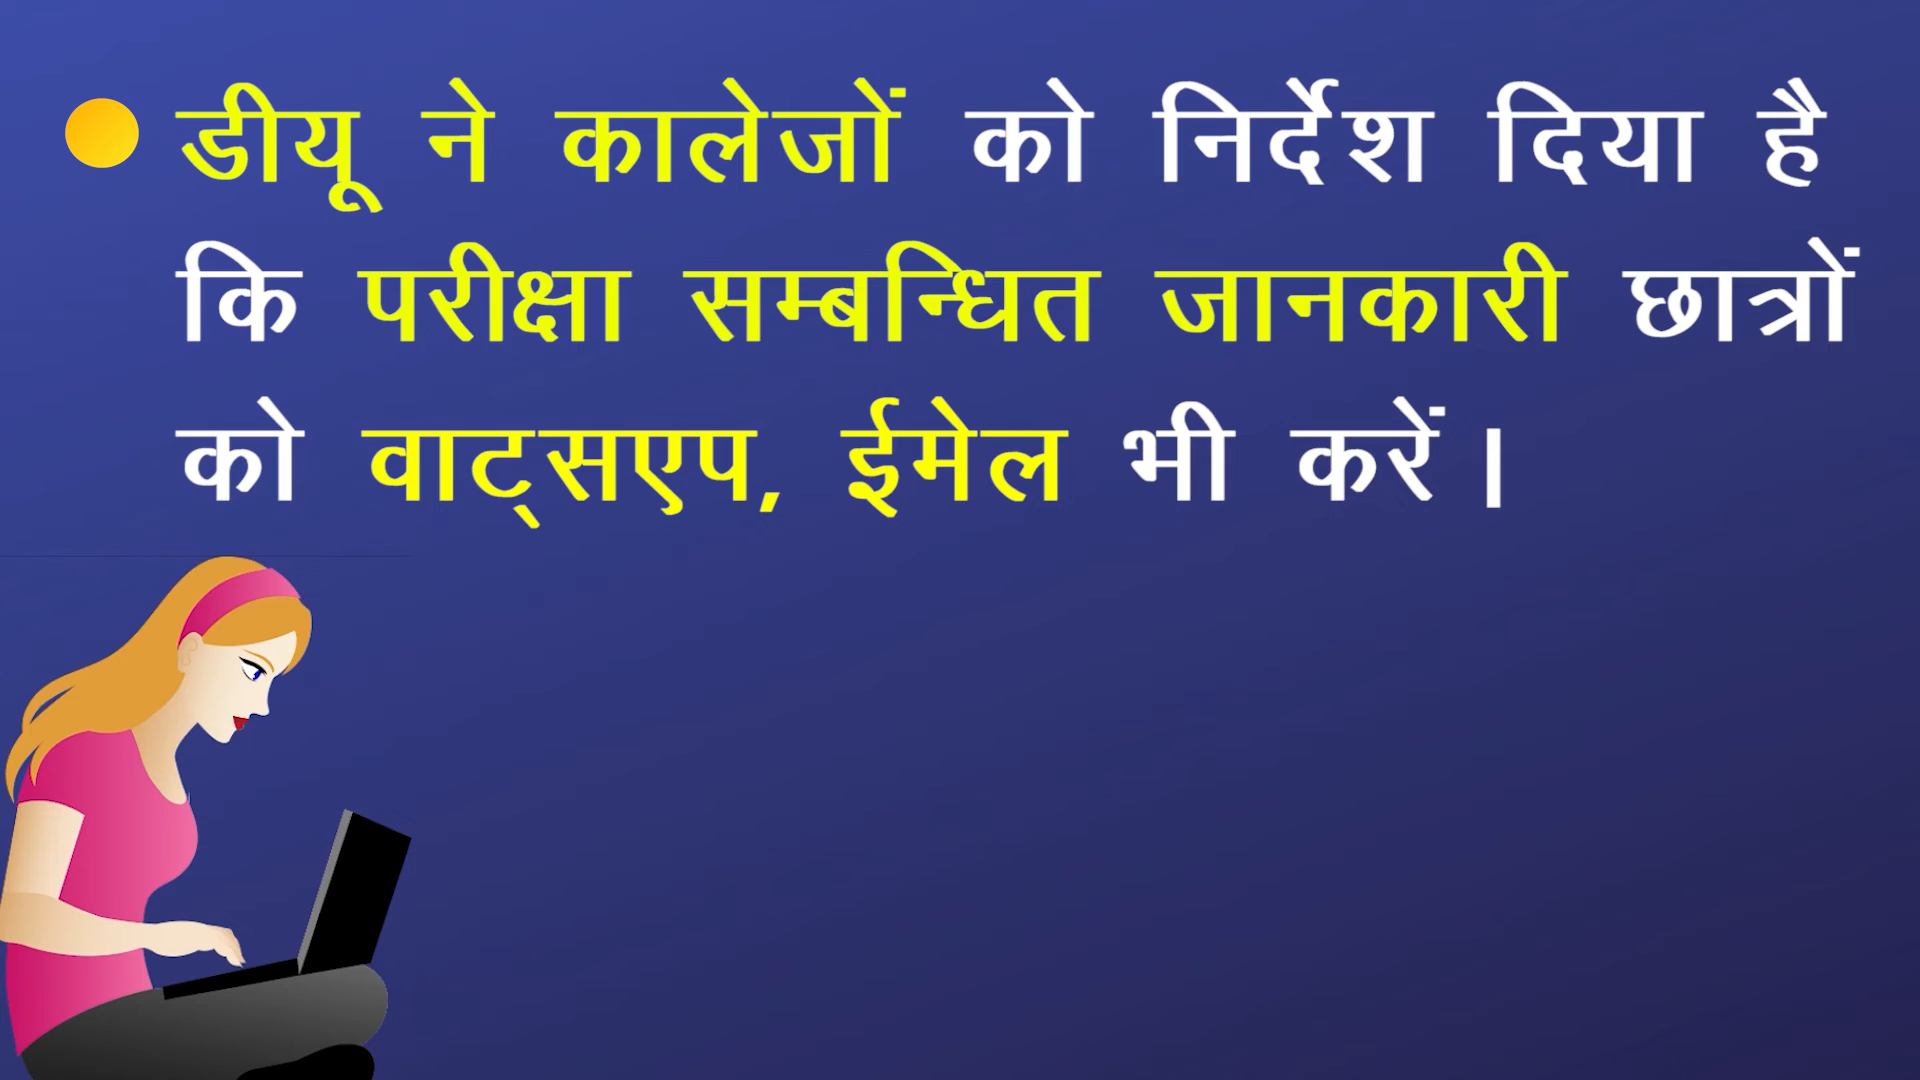 डीयू ने कालेजों को निर्देश दिया है
कि परीक्षा सम्बन्धित जानकारी छात्रों
को वाट्सएप, ईमेल भी करें।